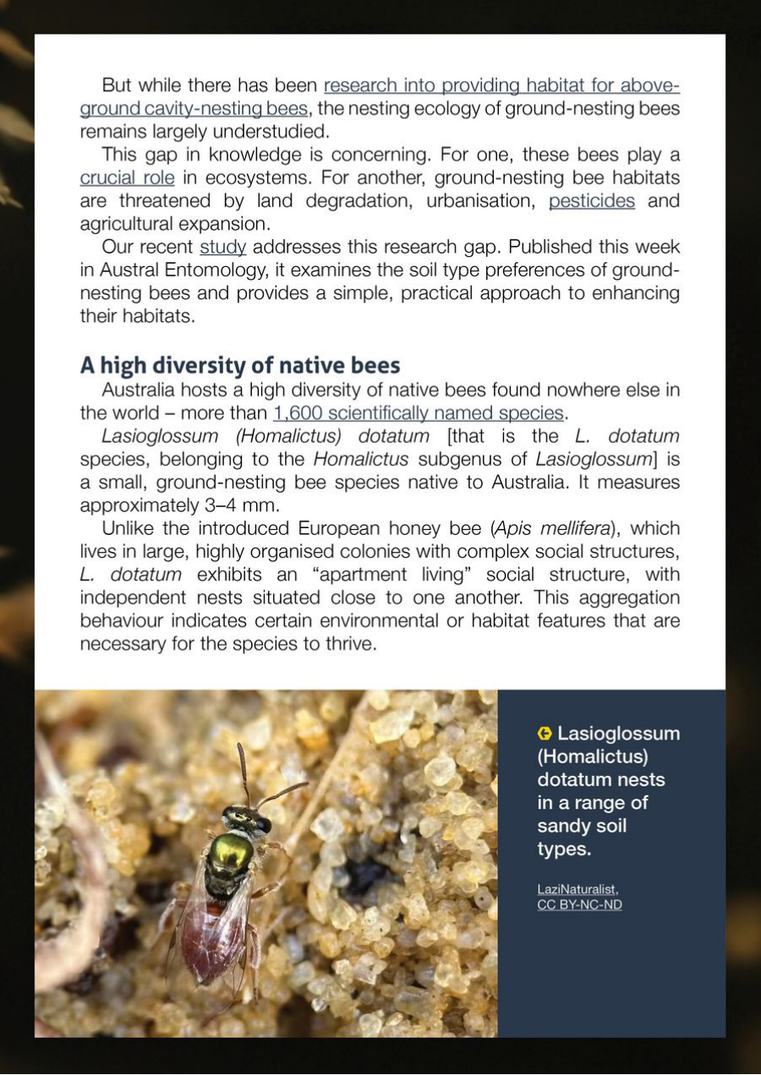 But while there has been research into providing habitat for above-
ground cavity-nesting bees, the nesting ecology of ground-nesting bees
remains largely understudied.
This gap in knowledge is concerning. For one, these bees play a
crucial role in ecosystems. For another, ground-nesting bee habitats
are threatened by land degradation, urbanisation, pesticides and
agricultural expansion.
Our recent study addresses this research gap. Published this week
in Austral Entomology, it examines the soil type preferences of ground-
nesting bees and provides a simple, practical approach to enhancing
their habitats.
A high diversity of native bees
Australia hosts a high diversity of native bees found nowhere else in
the world – more than 1,600 scientifically named species.
Lasioglossum (Homalictus) dotatum [that is the L. dotatum
species, belonging to the Homalictus subgenus of Lasioglossum] is
a small, ground-nesting bee species native to Australia. It measures
approximately 3–4 mm.
Unlike the introduced European honey bee (Apis mellifera), which
lives in large, highly organised colonies with complex social structures,
L. dotatum exhibits an “apartment living” social structure, with
independent nests situated close to one another. This aggregation
behaviour indicates certain environmental or habitat features that are
necessary for the species to thrive.
Lasioglossum
(Homalictus)
dotatum nests
in a range of
sandy soil
types.
LaziNaturalist,
CC BY-NC-ND